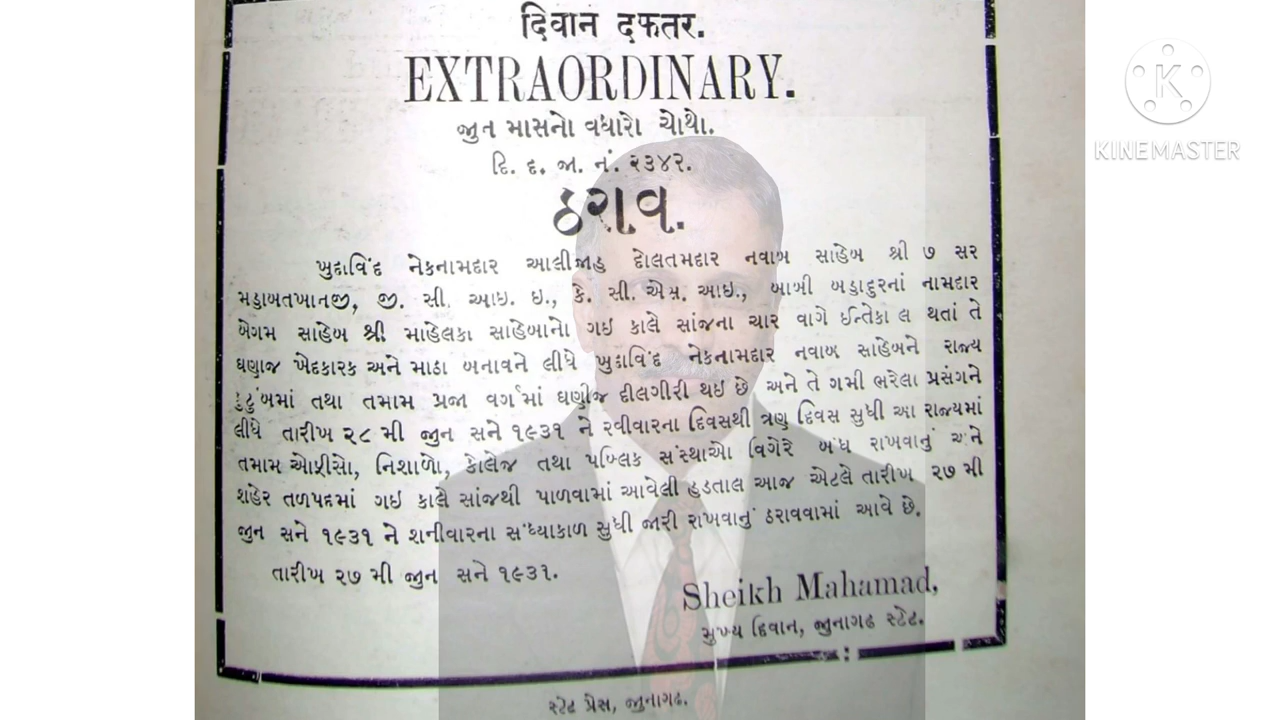 દિવાન દફતર.
EXTRAORDINARY.
જીુન માસનો વધારો ચોથો.
દિ. દ. જા. નં. ૨૩૪૨.
ઠરાવ.
ખુદાવિંદ નેકનામદાર આલીજાહ દોલતમદાર નવાબ સાહેબ શ્રી ૭ સર
મહાબતખાનજી, જી. સી. આઇ. ઇ., કે. સી. એસ. આઇ., બાબી બહાદુરનાં નામદાર
બેગમ સાહેબ શ્રી માહેલકા સાહેબાનો ગઇ કાલે સાંજના ચાર વાગે ઈન્તેકાલ થતાં તે
ઘણાજ ખેદકારક અને માઠા બનાવને લીધે ખુદાવિંદ નેકનામદાર નવાબ સાહેબને રાજ્ય
કુટુંબમાં તથા તમામ પ્રજા વર્ગમાં ઘણીજ દીલગીરી થઇ છે અને તે ગમી ભરેલા પ્રસંગને
લીધે તારીખ ૨૮ મી જીુન સને ૧૯૩૧ ને રવીવારના દિવસથી ત્રણ દિવસ સુધી આ રાજ્યમાં
તમામ ઓફીસો, નિશાળો, કોલેજ તથા પબ્લિક સંસ્થાઓ વિગેરે બંધ રાખવાનું અને
શહેર તળપદમાં ગઇ કાલે સાંજથી પાળવામાં આવેલી હડતાલ આજ એટલે તારીખ ૨૭ મી
જીુન સને ૧૯૩૧ ને શનીવારના સંધ્યાકાળ સુધી જારી રાખવાનું ઠરાવવામાં આવે છે.
તારીખ ૨૭ મી જીુન સને ૧૯૩૧.
Sheikh Mahamad,
મુખ્ય દિવાન, જીુનાગઢ સ્ટેટ.
સ્ટેટ પ્રેસ, જીુનાગઢ.
K
KINEMASTER